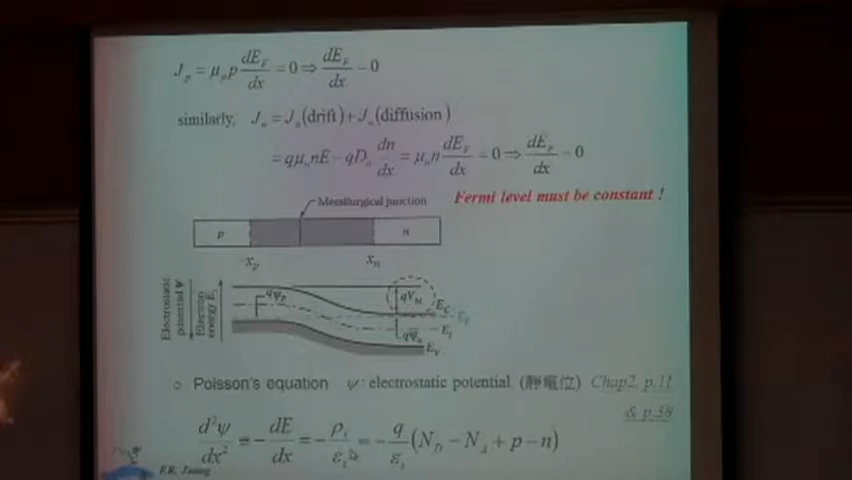 J_p = μ_p p dE_F/dx = 0 ⇒ dE_F/dx = 0
similarly, J_n = J_n(drift) + J_n(diffusion)
= qμ_n nE − qD_n dn/dx = μ_n n dE_F/dx = 0 ⇒ dE_F/dx = 0
Metallurgical junction
Fermi level must be constant !
p n
-x_p x_n
Electrostatic potential ψ
Electron energy E
qψ_p
qV_bi
E_C
E_F
E_i
qψ_n
E_V
○ Poisson's equation ψ: electrostatic potential (靜電位) Chap2, p.11
& p.38
d²ψ/dx² = −dE/dx = −ρ_s/ε_s = −q/ε_s (N_D − N_A + p − n)